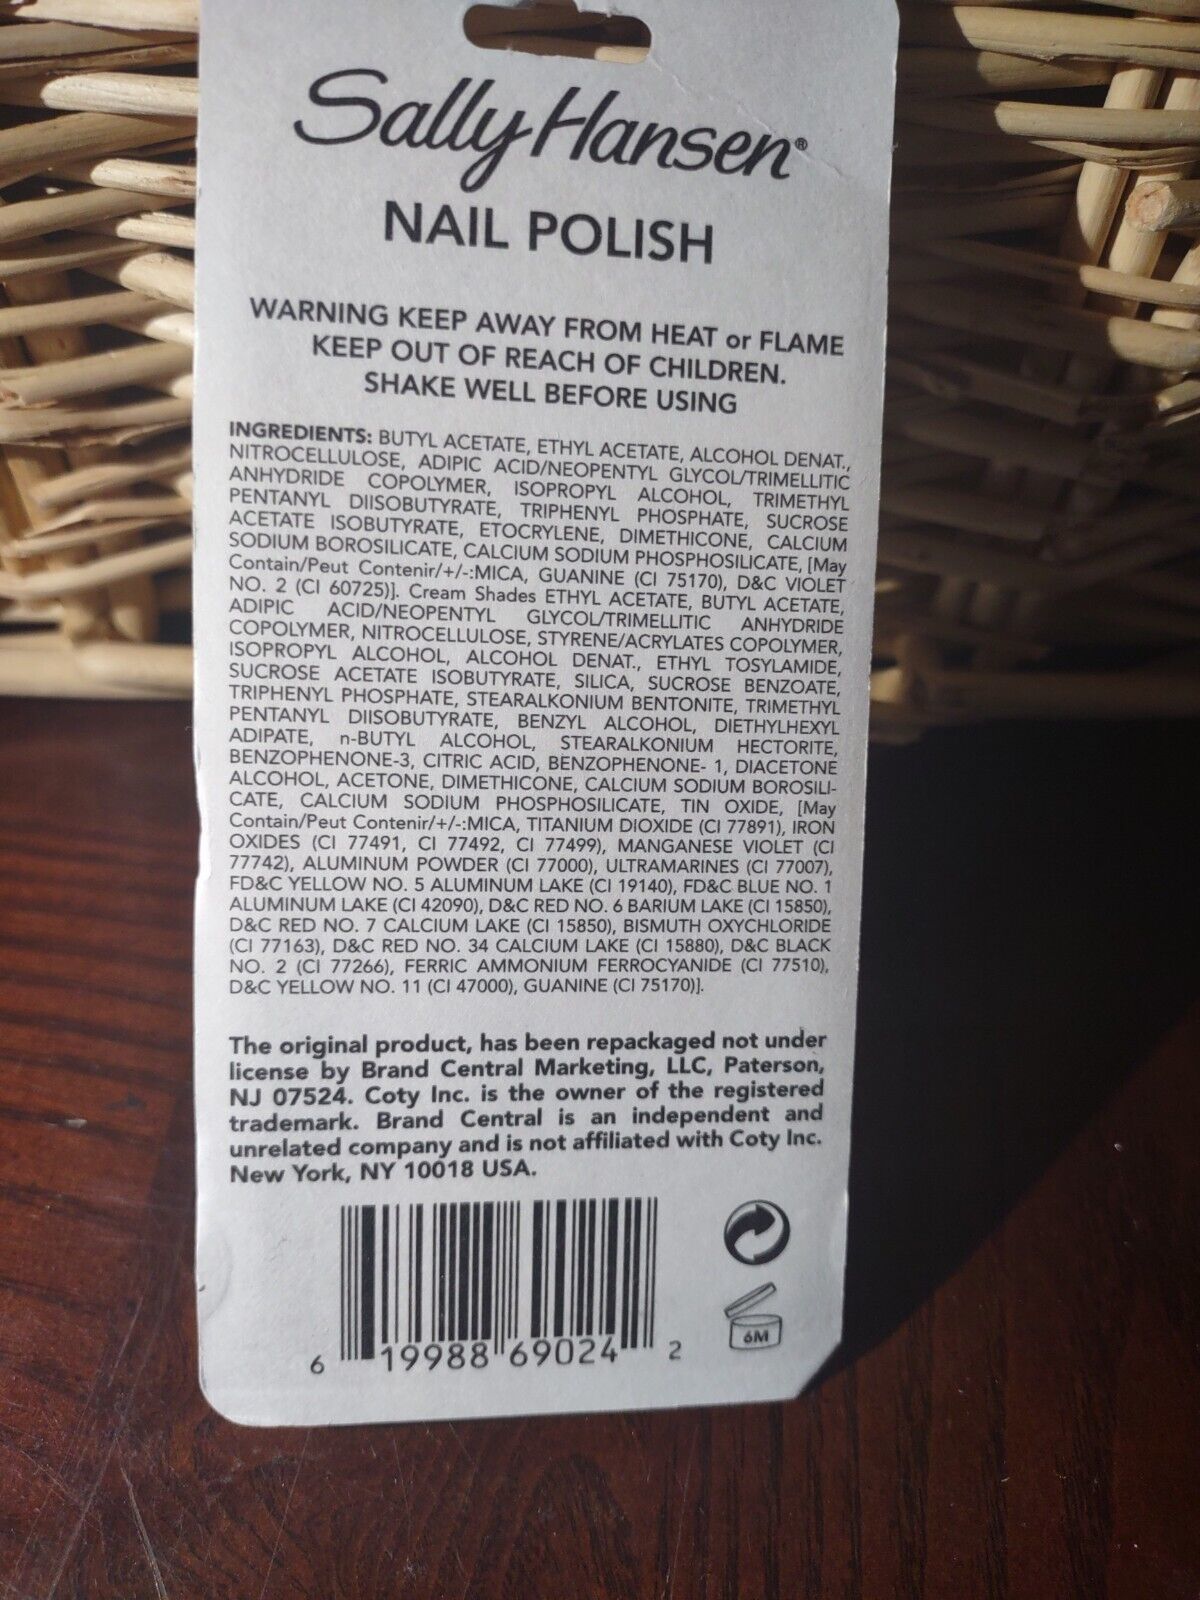 Sally Hansen®
NAIL POLISH
WARNING KEEP AWAY FROM HEAT or FLAME
KEEP OUT OF REACH OF CHILDREN.
SHAKE WELL BEFORE USING
INGREDIENTS: BUTYL ACETATE, ETHYL ACETATE, ALCOHOL DENAT.,
NITROCELLULOSE, ADIPIC ACID/NEOPENTYL GLYCOL/TRIMELLITIC
ANHYDRIDE COPOLYMER, ISOPROPYL ALCOHOL, TRIMETHYL
PENTANYL DIISOBUTYRATE, TRIPHENYL PHOSPHATE, SUCROSE
ACETATE ISOBUTYRATE, ETOCRYLENE, DIMETHICONE, CALCIUM
SODIUM BOROSILICATE, CALCIUM SODIUM PHOSPHOSILICATE, [May
Contain/Peut Contenir/+/-:MICA, GUANINE (CI 75170), D&C VIOLET
NO. 2 (CI 60725)]. Cream Shades ETHYL ACETATE, BUTYL ACETATE,
ADIPIC ACID/NEOPENTYL GLYCOL/TRIMELLITIC ANHYDRIDE
COPOLYMER, NITROCELLULOSE, STYRENE/ACRYLATES COPOLYMER,
ISOPROPYL ALCOHOL, ALCOHOL DENAT., ETHYL TOSYLAMIDE,
SUCROSE ACETATE ISOBUTYRATE, SILICA, SUCROSE BENZOATE,
TRIPHENYL PHOSPHATE, STEARALKONIUM BENTONITE, TRIMETHYL
PENTANYL DIISOBUTYRATE, BENZYL ALCOHOL, DIETHYLHEXYL
ADIPATE, n-BUTYL ALCOHOL, STEARALKONIUM HECTORITE,
BENZOPHENONE-3, CITRIC ACID, BENZOPHENONE- 1, DIACETONE
ALCOHOL, ACETONE, DIMETHICONE, CALCIUM SODIUM BOROSILI-
CATE, CALCIUM SODIUM PHOSPHOSILICATE, TIN OXIDE, [May
Contain/Peut Contenir/+/-:MICA, TITANIUM DIOXIDE (CI 77891), IRON
OXIDES (CI 77491, CI 77492, CI 77499), MANGANESE VIOLET (CI
77742), ALUMINUM POWDER (CI 77000), ULTRAMARINES (CI 77007),
FD&C YELLOW NO. 5 ALUMINUM LAKE (CI 19140), FD&C BLUE NO. 1
ALUMINUM LAKE (CI 42090), D&C RED NO. 6 BARIUM LAKE (CI 15850),
D&C RED NO. 7 CALCIUM LAKE (CI 15850), BISMUTH OXYCHLORIDE
(CI 77163), D&C RED NO. 34 CALCIUM LAKE (CI 15880), D&C BLACK
NO. 2 (CI 77266), FERRIC AMMONIUM FERROCYANIDE (CI 77510),
D&C YELLOW NO. 11 (CI 47000), GUANINE (CI 75170)].
The original product, has been repackaged not under
license by Brand Central Marketing, LLC, Paterson,
NJ 07524. Coty Inc. is the owner of the registered
trademark. Brand Central is an independent and
unrelated company and is not affiliated with Coty Inc.
New York, NY 10018 USA.
6 19988 69024 2
6M